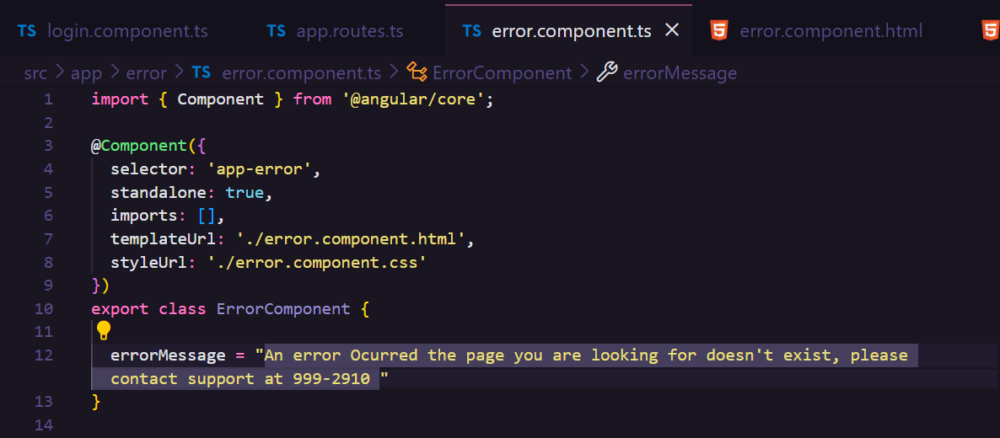 TS login.component.ts TS app.routes.ts TS error.component.ts × 5 error.component.html 5
src > app > error > TS error.component.ts > ErrorComponent > errorMessage
1 import { Component } from '@angular/core';
2
3 @Component({
4 selector: 'app-error',
5 standalone: true,
6 imports: [],
7 templateUrl: './error.component.html',
8 styleUrl: './error.component.css'
9 })
10 export class ErrorComponent {
11
12 errorMessage = "An error Ocurred the page you are looking for doesn't exist, please
contact support at 999-2910 "
13 }
14